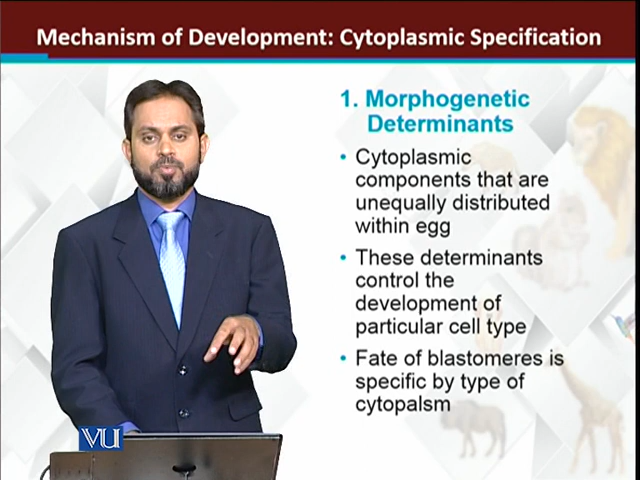 Mechanism of Development: Cytoplasmic Specification
1. Morphogenetic
Determinants
• Cytoplasmic
components that are
unequally distributed
within egg
• These determinants
control the
development of
particular cell type
• Fate of blastomeres is
specific by type of
cytopalsm
VU